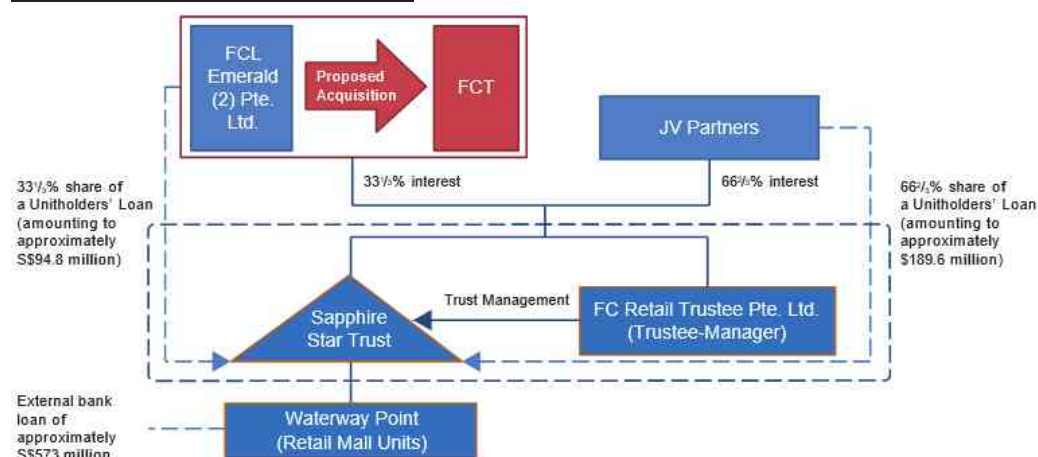 FCL
Emerald
(2) Pte.
Ltd.
Proposed
Acquisition
FCT
JV Partners
33⅓% interest
66⅔% interest
33⅓% share of
a Unitholders' Loan
(amounting to
approximately
S$94.8 million)
66⅔% share of
a Unitholders' Loan
(amounting to
approximately
$189.6 million)
Trust Management
Sapphire
Star Trust
FC Retail Trustee Pte. Ltd.
(Trustee-Manager)
External bank
loan of
approximately
S$573 million
Waterway Point
(Retail Mall Units)